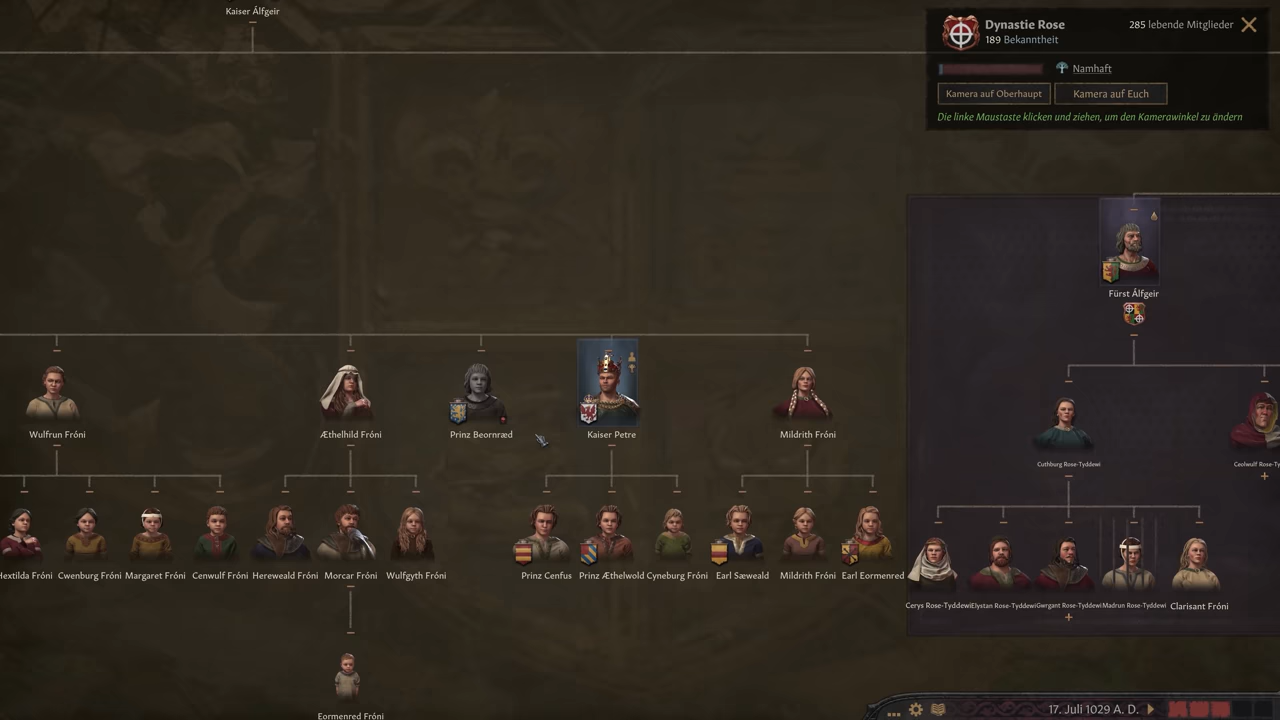 Kaiser Álfgeir
Dynastie Rose
285 lebende Mitglieder
189 Bekanntheit
Namhaft
Kamera auf Oberhaupt
Kamera auf Euch
Die linke Maustaste klicken und ziehen, um den Kamerawinkel zu ändern
Fürst Álfgeir
Wulfrun Fróni
Æthelhild Fróni
Prinz Beornræd
Kaiser Petre
Mildrith Fróni
Cuthburg Rose-Tyddewi
Ceolwulf Rose-Ty
Hextilda Fróni
Cwenburg Fróni
Margaret Fróni
Cenwulf Fróni
Hereweald Fróni
Morcar Fróni
Wulfgyth Fróni
Prinz Cenfus
Prinz Æthelwold
Cyneburg Fróni
Earl Sæweald
Mildrith Fróni
Earl Eormenred
Cerys Rose-Tyddewi
Elystan Rose-Tyddewi
Gwrgant Rose-Tyddewi
Madrun Rose-Tyddewi
Clarisant Fróni
Eormenred Fróni
17. Juli 1029 A. D.